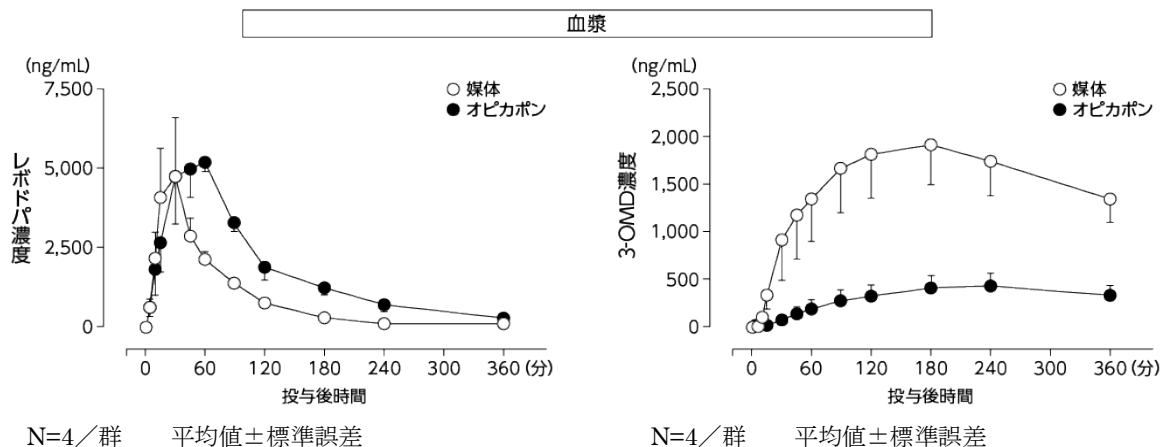 血漿
(ng/mL)
7,500
5,000
2,500
0
レボドパ濃度
媒体
オピカポン
0 60 120 180 240 300 360 (分)
投与後時間
N=4/群 平均値±標準誤差
(ng/mL)
2,500
2,000
1,500
1,000
500
0
3-OMD濃度
媒体
オピカポン
0 60 120 180 240 300 360 (分)
投与後時間
N=4/群 平均値±標準誤差